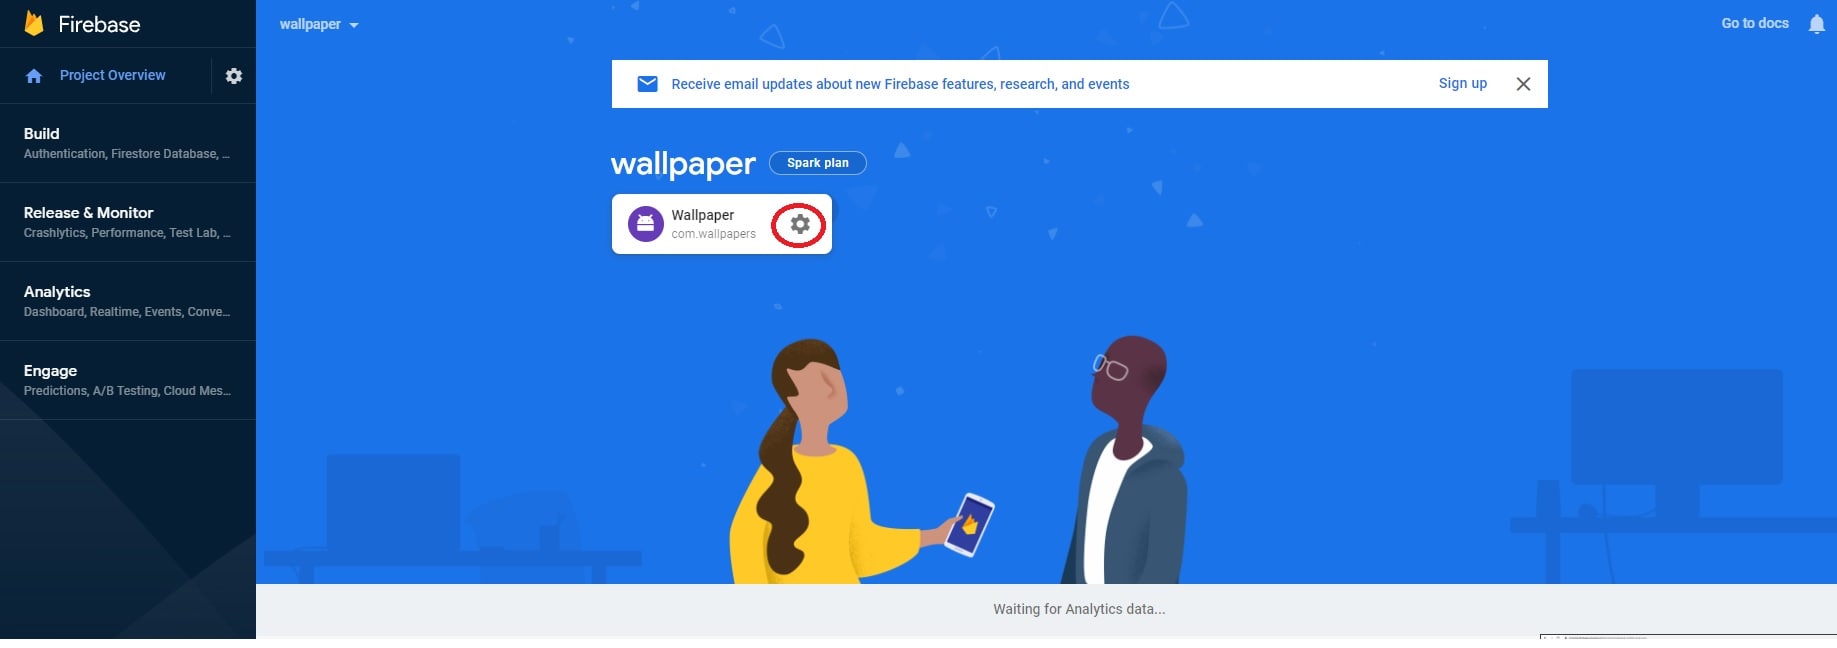 Firebase
wallpaper
Go to docs
Project Overview
Receive email updates about new Firebase features, research, and events
Sign up
Build
Authentication, Firestore Database, ...
wallpaper
Spark plan
Release & Monitor
Crashlytics, Performance, Test Lab, ...
Wallpaper
com.wallpapers
Analytics
Dashboard, Realtime, Events, Conve...
Engage
Predictions, A/B Testing, Cloud Mes...
Waiting for Analytics data...